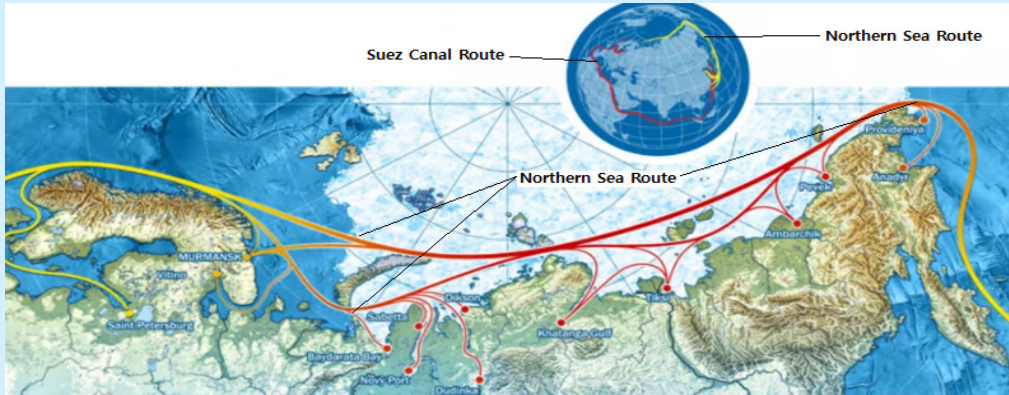 Northern Sea Route
Suez Canal Route
Provideniya
Northern Sea Route
Pevek
Anadyr
Ambarchik
MURMANSK
Vitino
Dikson
Tiksi
Sabetta
Saint Petersburg
Khatanga Gulf
Baydarata Bay
Novy Port
Dudinka